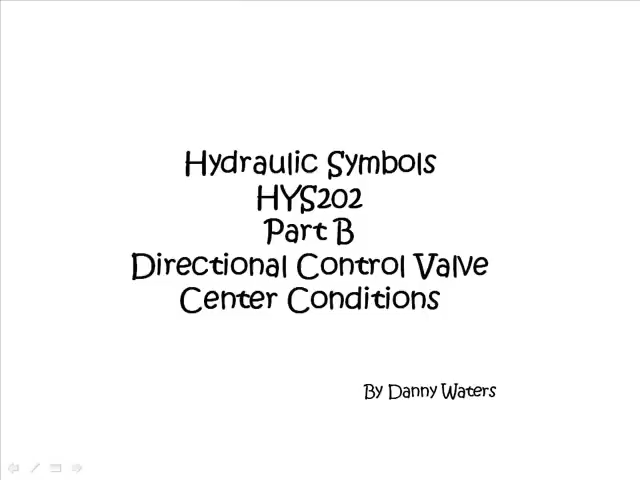 Hydraulic Symbols
HYS202
Part B
Directional Control Valve
Center Conditions
By Danny Waters